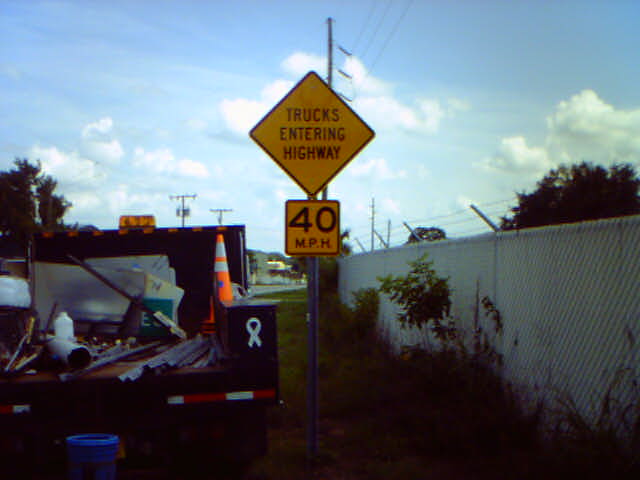 TRUCKS
ENTERING
HIGHWAY
40
M.P.H.